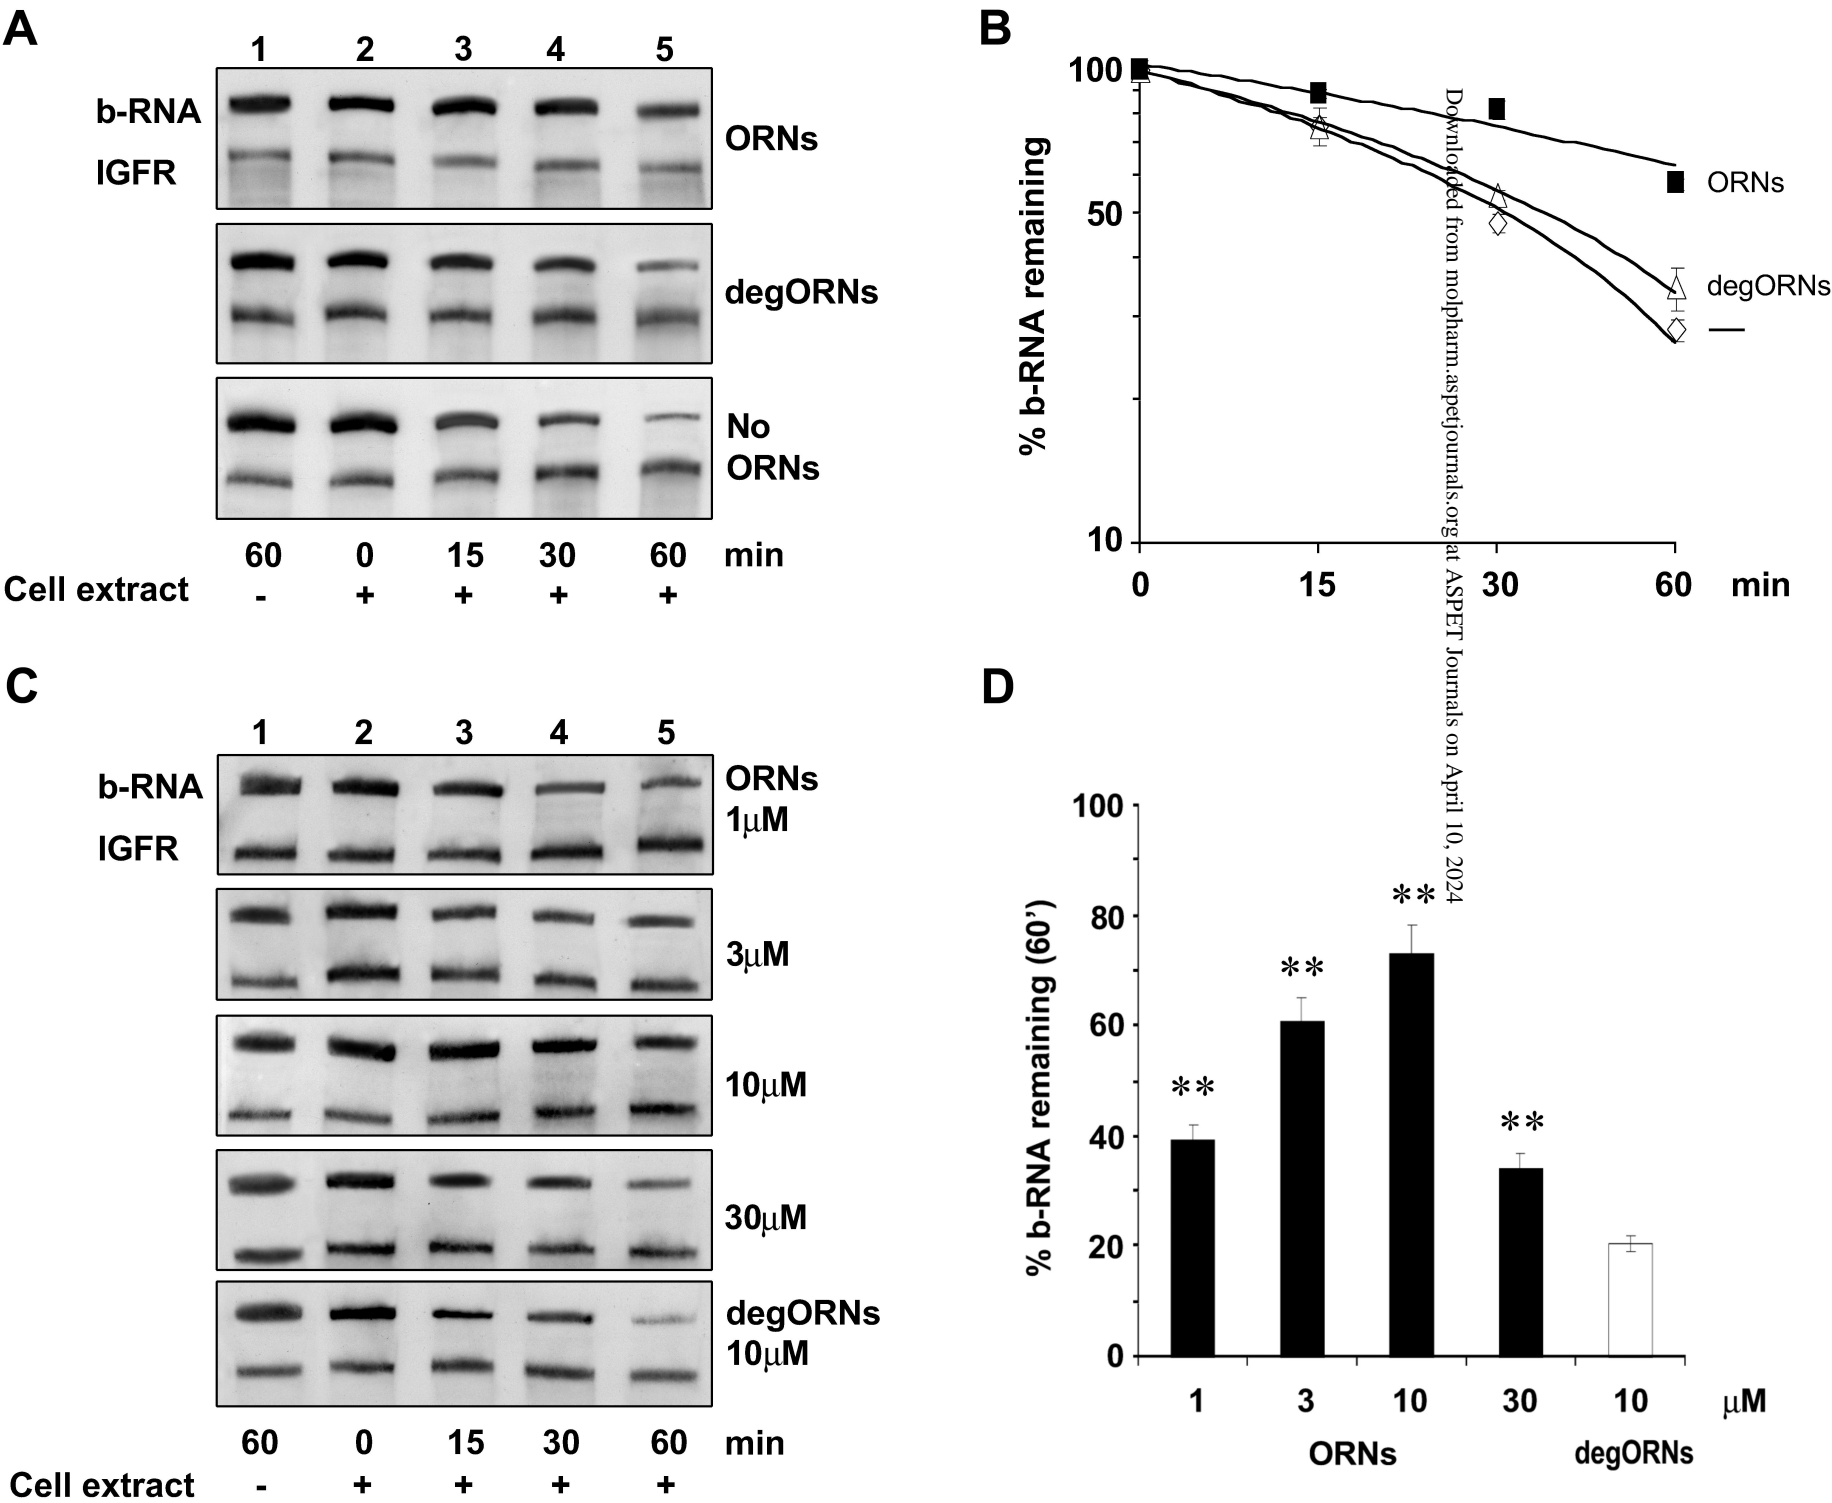 A
1 2 3 4 5
b-RNA
IGFR
ORNs
degORNs
No
ORNs
60 0 15 30 60 min
Cell extract - + + + +
B
% b-RNA remaining
100
50
10
0 15 30 60 min
ORNs
degORNs
Downloaded from molpharm.aspetjournals.org at ASPET Journals on April 10, 2024
C
1 2 3 4 5
b-RNA
IGFR
ORNs
1µM
3µM
10µM
30µM
degORNs
10µM
60 0 15 30 60 min
Cell extract - + + + +
D
% b-RNA remaining (60’)
100
80
60
40
20
0
** ** ** **
1 3 10 30 10 µM
ORNs degORNs